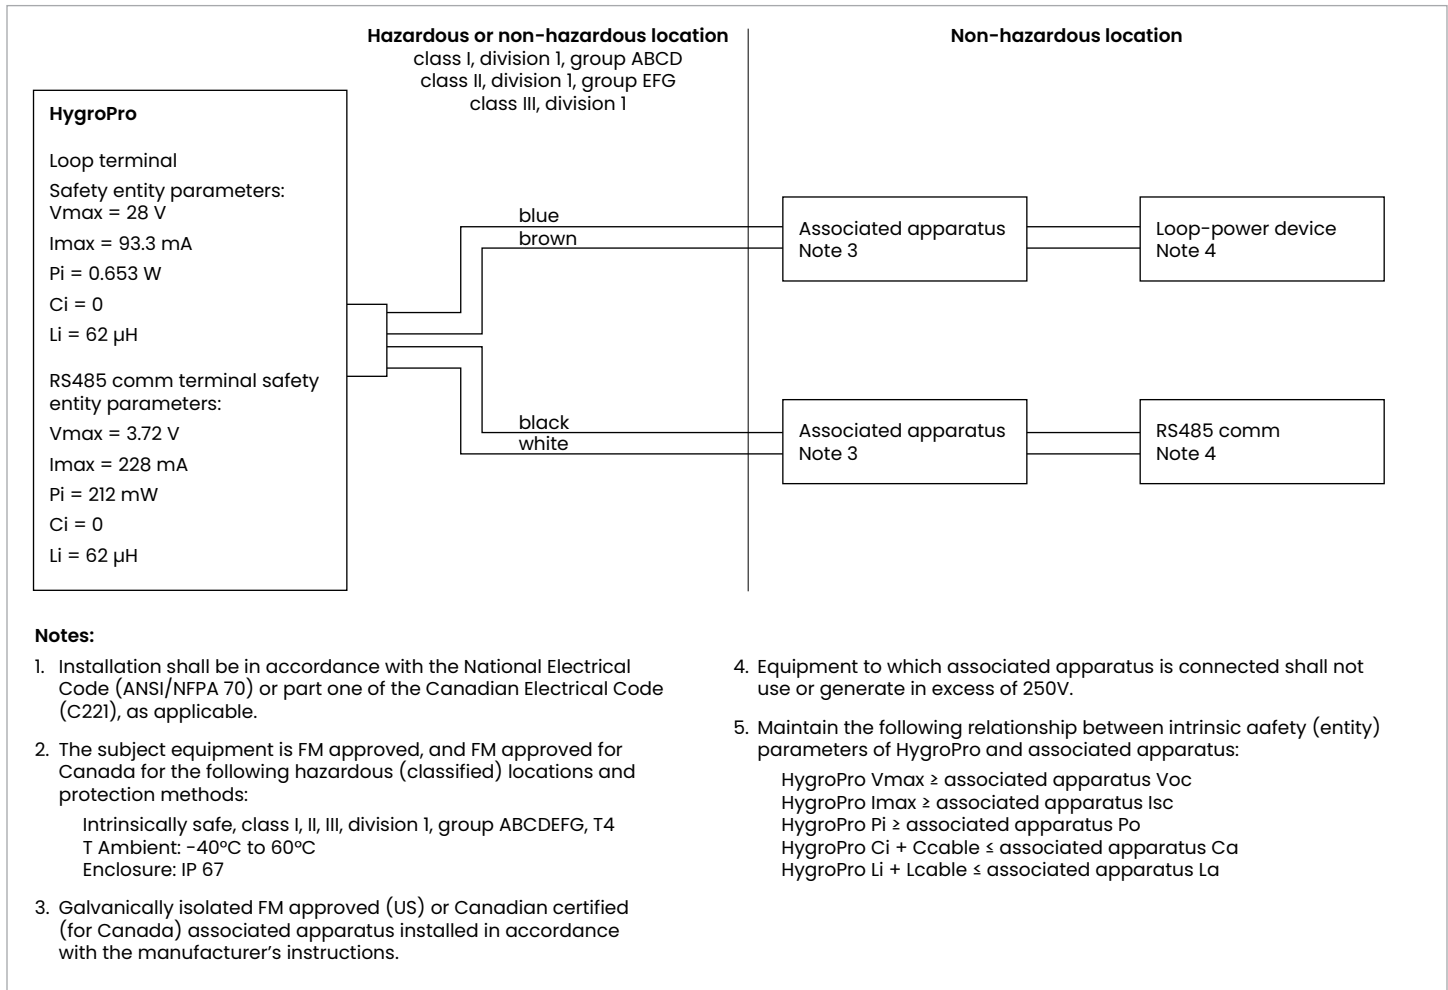 Hazardous or non-hazardous location
class I, division 1, group ABCD
class II, division 1, group EFG
class III, division 1
Non-hazardous location
HygroPro
Loop terminal
Safety entity parameters:
Vmax = 28 V
Imax = 93.3 mA
Pi = 0.653 W
Ci = 0
Li = 62 µH
RS485 comm terminal safety
entity parameters:
Vmax = 3.72 V
Imax = 228 mA
Pi = 212 mW
Ci = 0
Li = 62 µH
blue
brown
black
white
Associated apparatus
Note 3
Loop-power device
Note 4
Associated apparatus
Note 3
RS485 comm
Note 4
Notes:
1. Installation shall be in accordance with the National Electrical
Code (ANSI/NFPA 70) or part one of the Canadian Electrical Code
(C221), as applicable.
2. The subject equipment is FM approved, and FM approved for
Canada for the following hazardous (classified) locations and
protection methods:
Intrinsically safe, class I, II, III, division 1, group ABCDEFG, T4
T Ambient: -40°C to 60°C
Enclosure: IP 67
3. Galvanically isolated FM approved (US) or Canadian certified
(for Canada) associated apparatus installed in accordance
with the manufacturer's instructions.
4. Equipment to which associated apparatus is connected shall not
use or generate in excess of 250V.
5. Maintain the following relationship between intrinsic aafety (entity)
parameters of HygroPro and associated apparatus:
HygroPro Vmax ≥ associated apparatus Voc
HygroPro Imax ≥ associated apparatus Isc
HygroPro Pi ≥ associated apparatus Po
HygroPro Ci + Ccable ≤ associated apparatus Ca
HygroPro Li + Lcable ≤ associated apparatus La